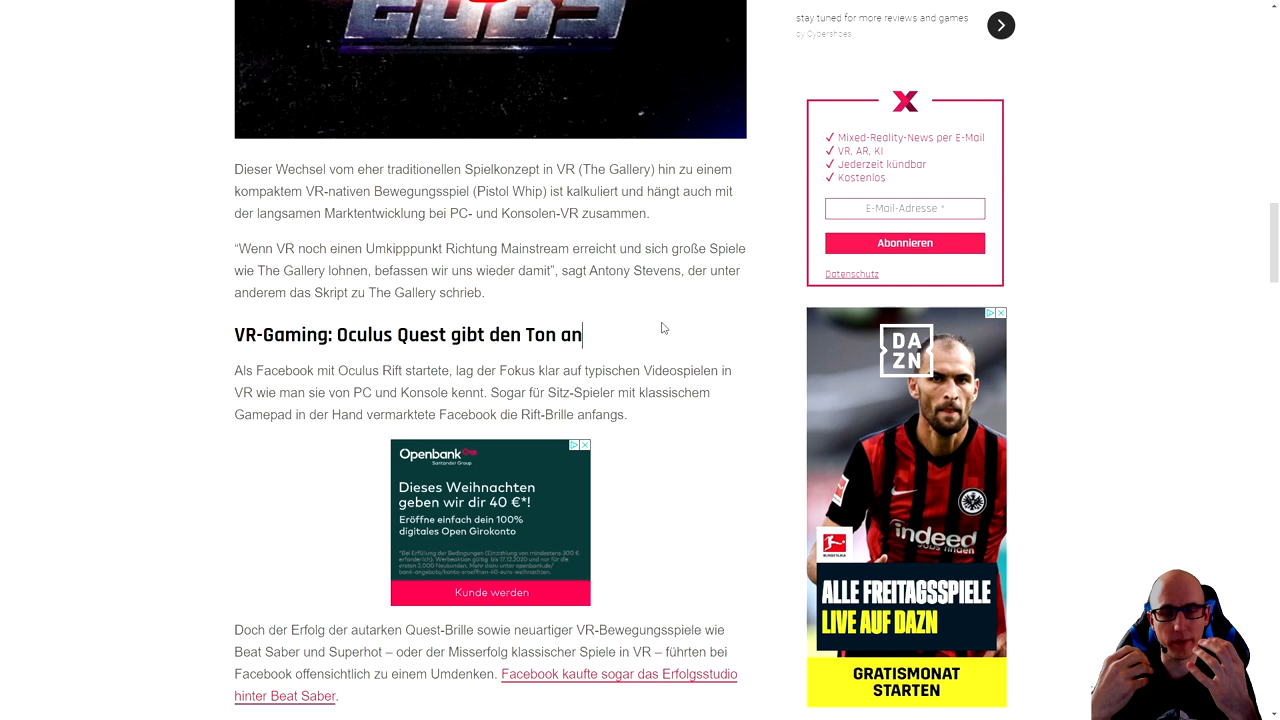 stay tuned for more reviews and games
by Cybershoes
X
✓ Mixed-Reality-News per E-Mail
✓ VR, AR, KI
✓ Jederzeit kündbar
✓ Kostenlos
E-Mail-Adresse *
Abonnieren
Datenschutz
Dieser Wechsel vom eher traditionellen Spielkonzept in VR (The Gallery) hin zu einem
kompaktem VR-nativen Bewegungsspiel (Pistol Whip) ist kalkuliert und hängt auch mit
der langsamen Marktentwicklung bei PC- und Konsolen-VR zusammen.
“Wenn VR noch einen Umkipppunkt Richtung Mainstream erreicht und sich große Spiele
wie The Gallery lohnen, befassen wir uns wieder damit”, sagt Antony Stevens, der unter
anderem das Skript zu The Gallery schrieb.
VR-Gaming: Oculus Quest gibt den Ton an
Als Facebook mit Oculus Rift startete, lag der Fokus klar auf typischen Videospielen in
VR wie man sie von PC und Konsole kennt. Sogar für Sitz-Spieler mit klassischem
Gamepad in der Hand vermarktete Facebook die Rift-Brille anfangs.
Openbank
Santander Group
Dieses Weihnachten
geben wir dir 40 €*!
Eröffne einfach dein 100%
digitales Open Girokonto
Kunde werden
Doch der Erfolg der autarken Quest-Brille sowie neuartiger VR-Bewegungsspiele wie
Beat Saber und Superhot – oder der Misserfolg klassischer Spiele in VR – führten bei
Facebook offensichtlich zu einem Umdenken. Facebook kaufte sogar das Erfolgsstudio
hinter Beat Saber.
DA
ZN
indeed
BUNDESLIGA
ALLE FREITAGSSPIELE
LIVE AUF DAZN
GRATISMONAT
STARTEN